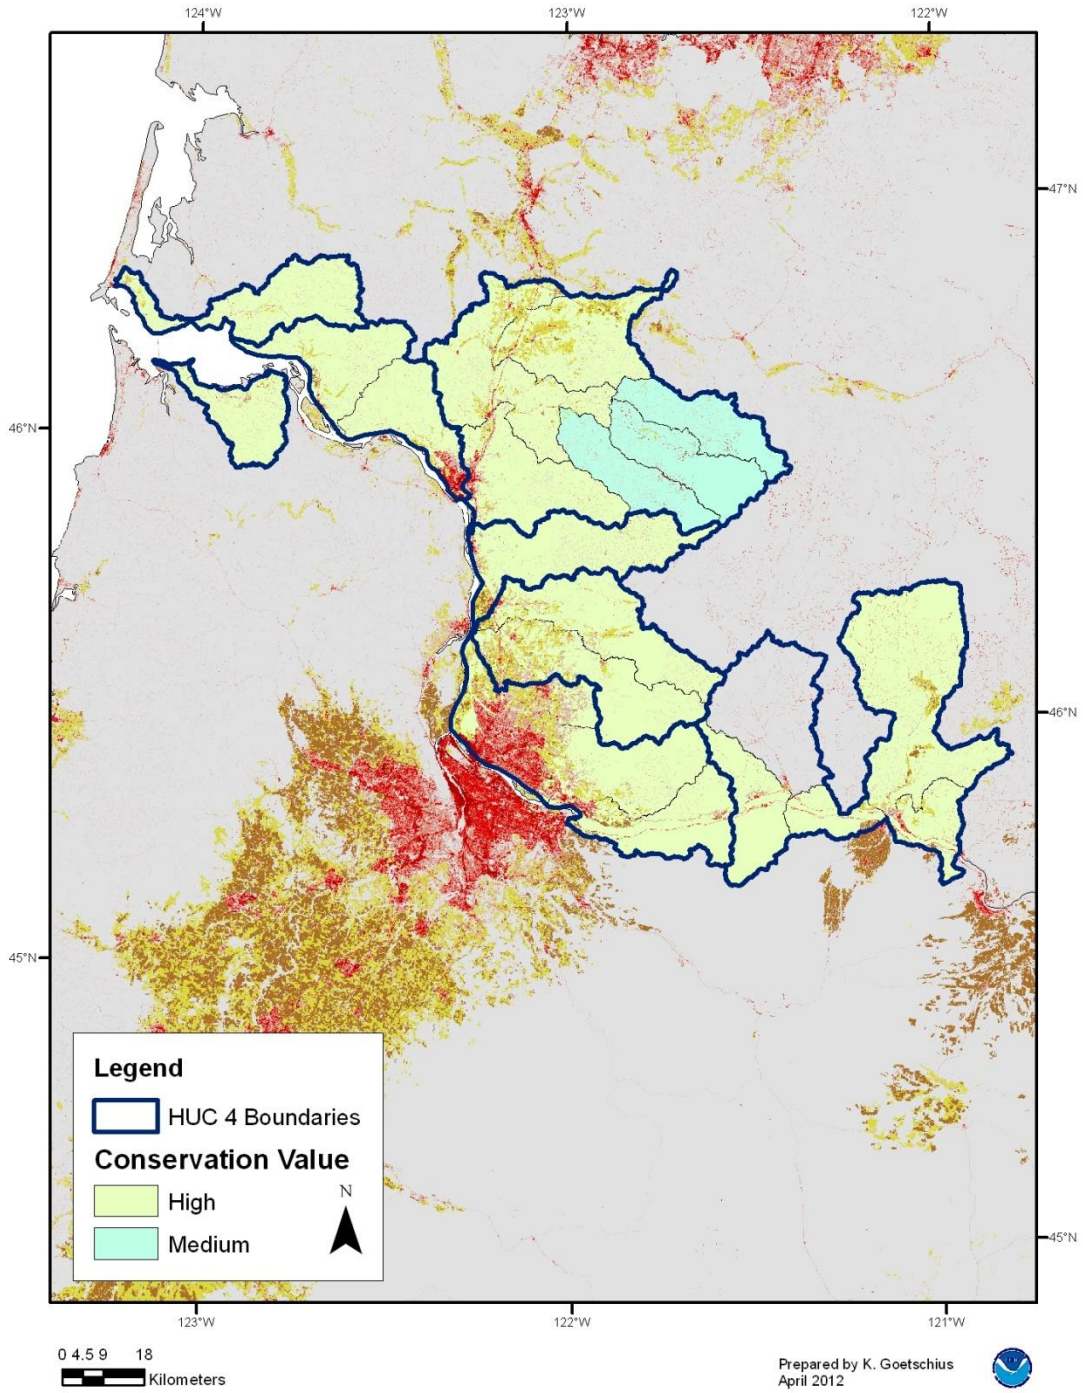 124°W 123°W 122°W
47°N
46°N
46°N
45°N
45°N
Legend
HUC 4 Boundaries
Conservation Value
High
N
Medium
123°W 122°W 121°W
0 4.5 9 18
Kilometers
Prepared by K. Goetschius
April 2012